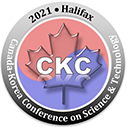 2021 • Halifax
CKC
Canada-Korea Conference on Science & Technology